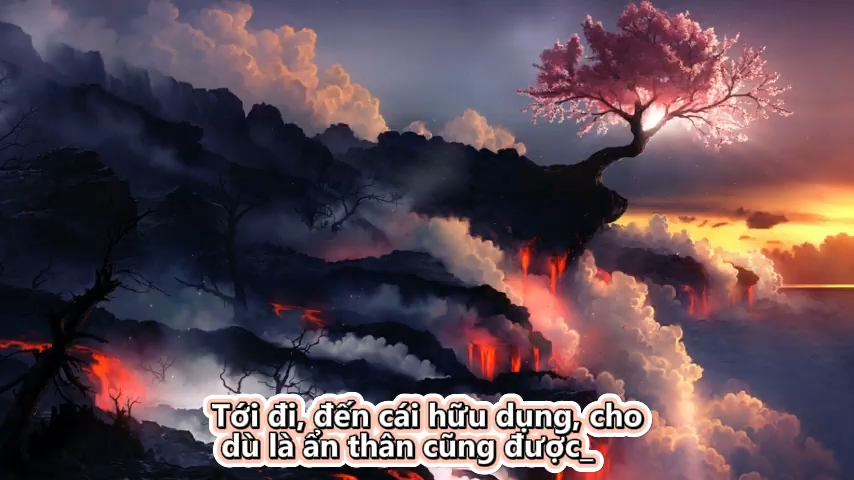 Tới đi, đến cái hữu dụng, cho
dù là ẩn thân cũng được_